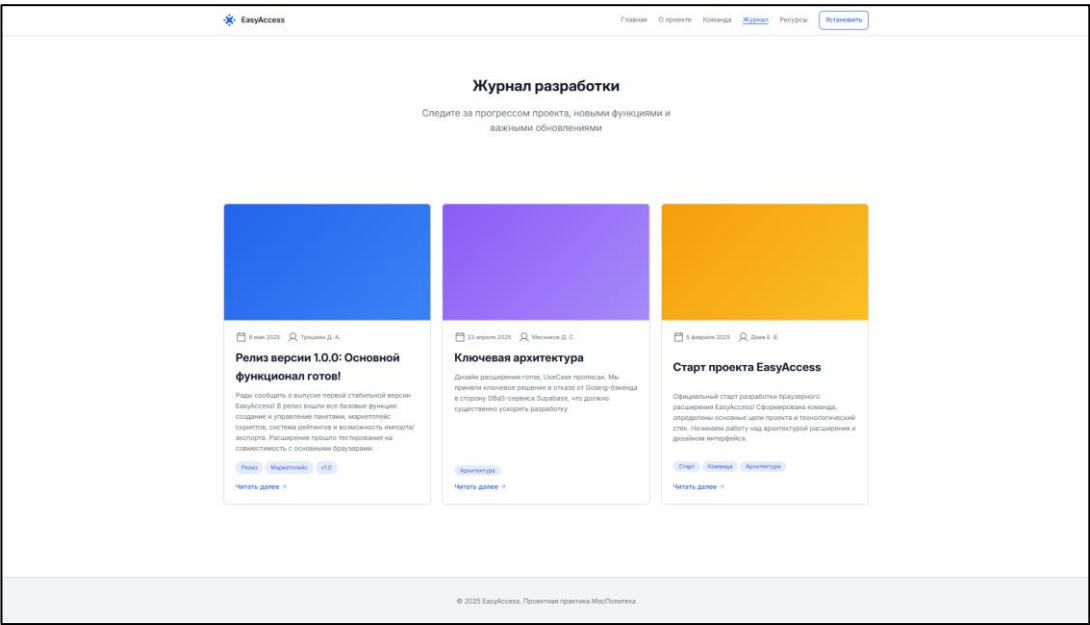 EasyAccess
Главная О проекте Команда Журнал Ресурсы Установить
Журнал разработки
Следите за прогрессом проекта, новыми функциями и
важными обновлениями
8 мая 2025 Трошкин Д. А.
Релиз версии 1.0.0: Основной
функционал готов!
Рады сообщить о выпуске первой стабильной версии
EasyAccess! В релиз вошли все базовые функции:
создание и управление пакетами, маркетплейс
скриптов, система рейтингов и возможность импорта/
экспорта. Расширение прошло тестирование на
совместимость с основными браузерами.
Релиз Маркетплейс v1.0
Читать далее →
23 апреля 2025 Мясников Д. С.
Ключевая архитектура
Дизайн расширения готов, UseCase прописан. Мы
приняли ключевое решение в отказе от Golang-бэкенда
в сторону DBaS-сервиса Supabase, что должно
существенно ускорить разработку
Архитектура
Читать далее →
5 февраля 2025 Деев Е. В.
Старт проекта EasyAccess
Официальный старт разработки браузерного
расширения EasyAccess! Сформирована команда,
определены основные цели проекта и технологический
стек. Начинаем работу над архитектурой расширения и
дизайном интерфейса.
Старт Команда Архитектура
Читать далее →
© 2025 EasyAccess. Проектная практика МосПолитеха